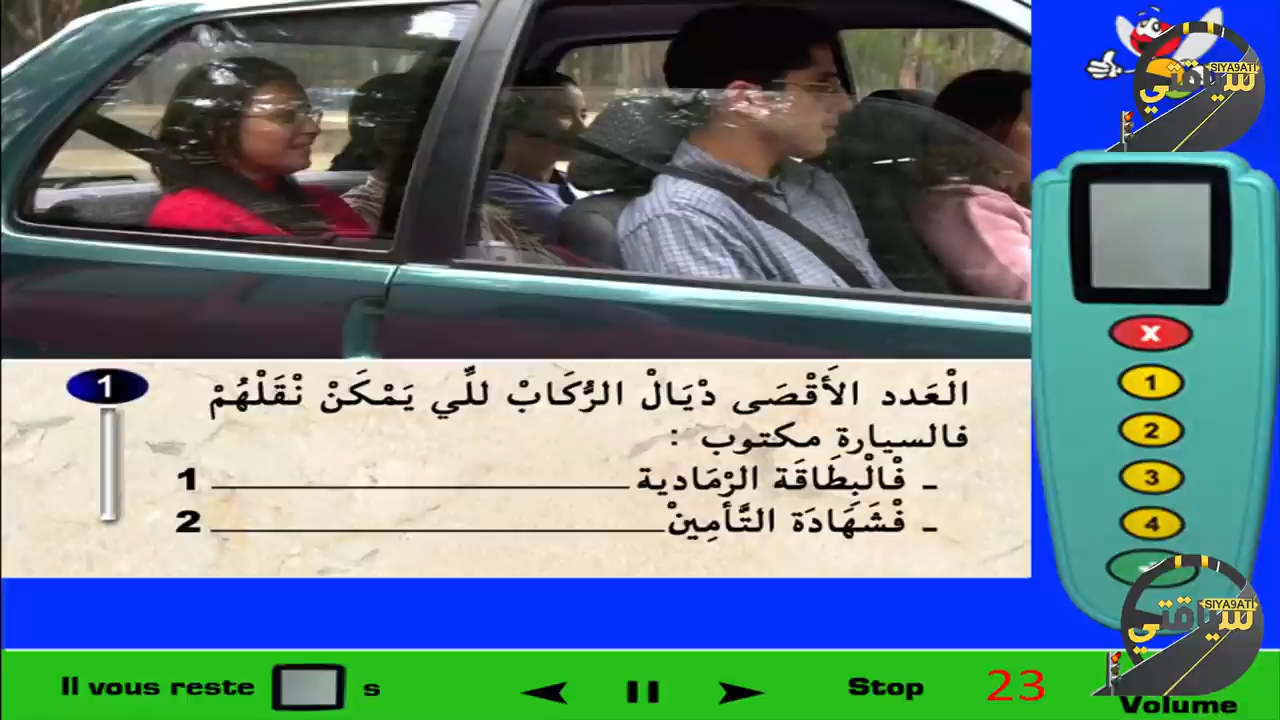 سياقتي
SIYA9ATI
1
الْعَدد الأَقْصَى دْيَالْ الرُّكَابْ للِّي يَمْكَنْ نْقَلْهُمْ
فالسيارة مكتوب :
- فْالْبِطَاقَة الرْمَادية 1
- فْشَهَادَة التَّأمِينْ 2
X
1
2
3
4
سياقتي
SIYA9ATI
Il vous reste s
Stop
23
Volume